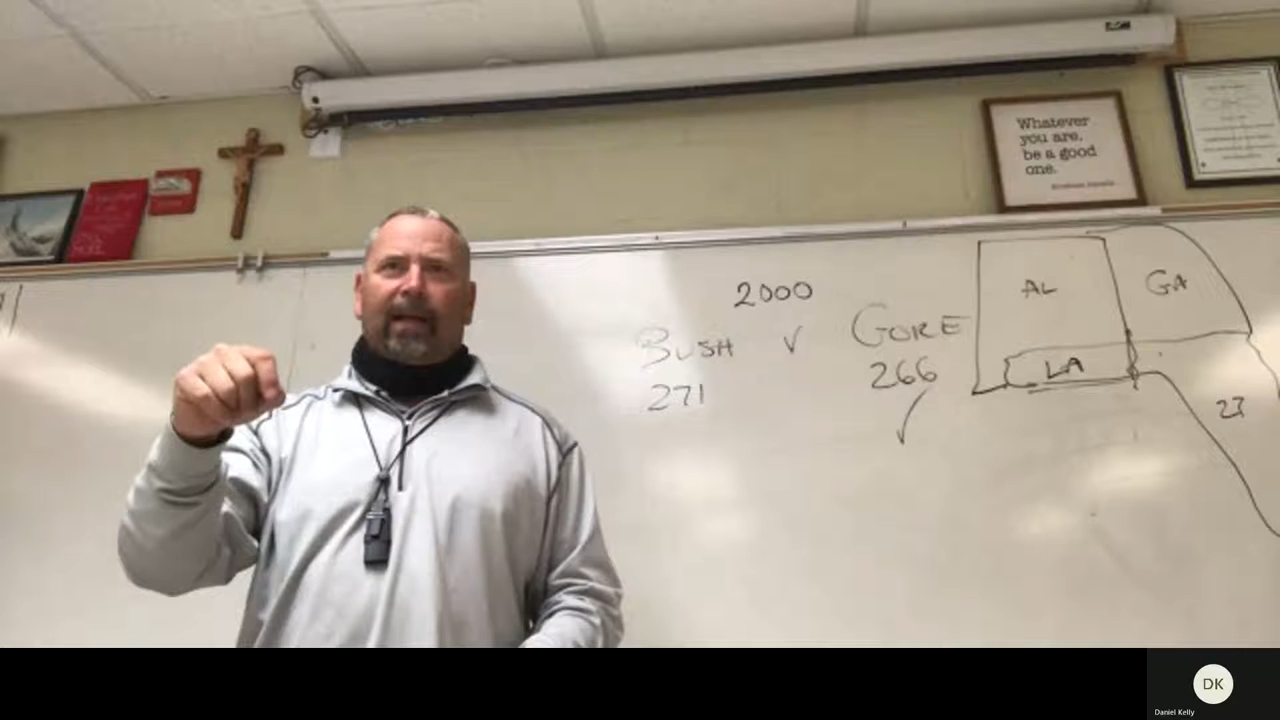 Whatever
you are,
be a good
one.
2000
BUSH V GORE
271 266
AL GA
LA
27
DK
Daniel Kelly